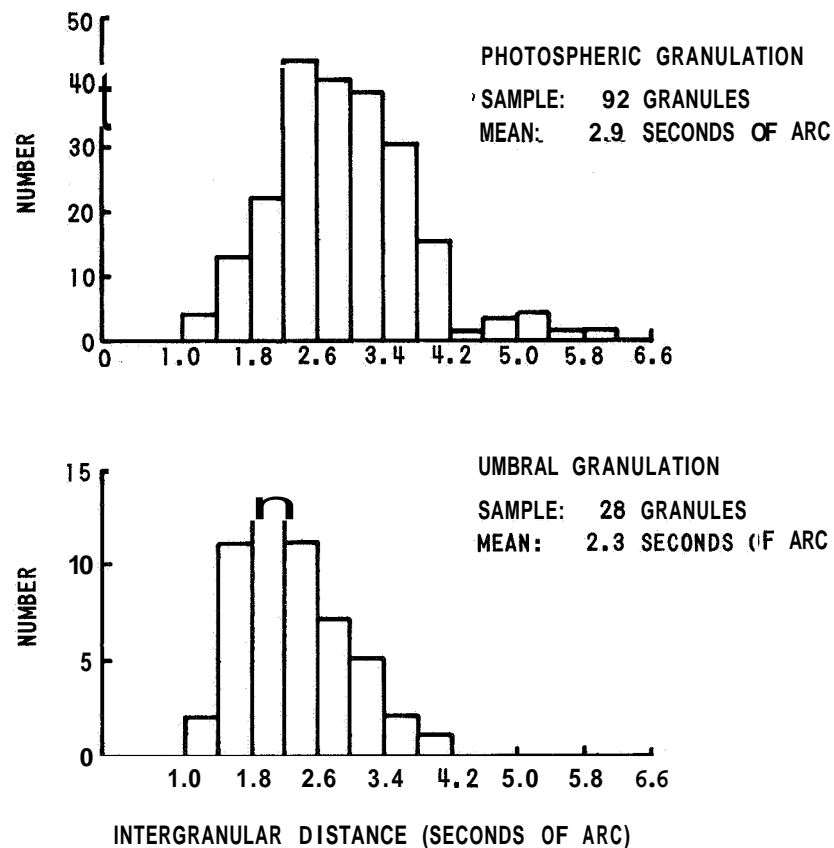 50
40
30
20
10
0
NUMBER
PHOTOSPHERIC GRANULATION
SAMPLE: 92 GRANULES
MEAN: 2.9 SECONDS OF ARC
0 1.0 1.8 2.6 3.4 4.2 5.0 5.8 6.6
15
10
5
0
NUMBER
UMBRAL GRANULATION
SAMPLE: 28 GRANULES
MEAN: 2.3 SECONDS OF ARC
1.0 1.8 2.6 3.4 4.2 5.0 5.8 6.6
INTERGRANULAR DISTANCE (SECONDS OF ARC)